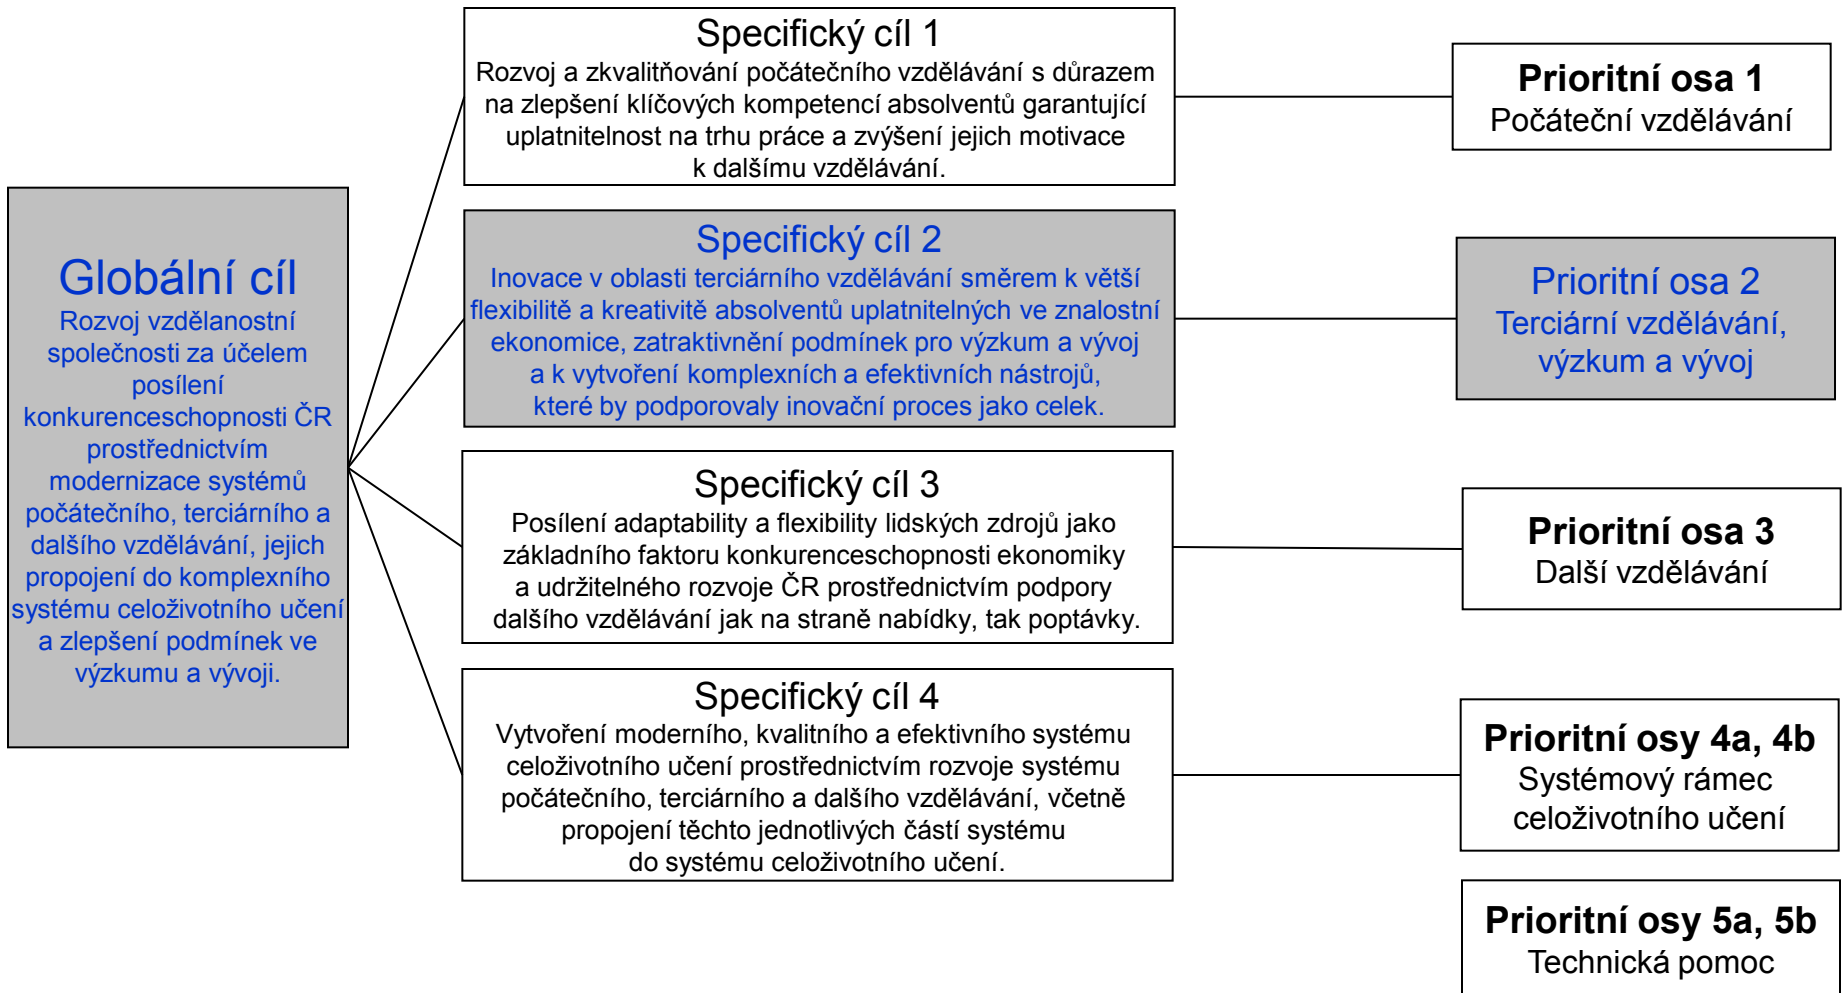 Globální cíl
Rozvoj vzdělanostní
společnosti za účelem
posílení
konkurenceschopnosti ČR
prostřednictvím
modernizace systémů
počátečního, terciárního a
dalšího vzdělávání, jejich
propojení do komplexního
systému celoživotního učení
a zlepšení podmínek ve
výzkumu a vývoji.
Specifický cíl 1
Rozvoj a zkvalitňování počátečního vzdělávání s důrazem
na zlepšení klíčových kompetencí absolventů garantující
uplatnitelnost na trhu práce a zvýšení jejich motivace
k dalšímu vzdělávání.
Prioritní osa 1
Počáteční vzdělávání
Specifický cíl 2
Inovace v oblasti terciárního vzdělávání směrem k větší
flexibilitě a kreativitě absolventů uplatnitelných ve znalostní
ekonomice, zatraktivnění podmínek pro výzkum a vývoj
a k vytvoření komplexních a efektivních nástrojů,
které by podporovaly inovační proces jako celek.
Prioritní osa 2
Terciární vzdělávání,
výzkum a vývoj
Specifický cíl 3
Posílení adaptability a flexibility lidských zdrojů jako
základního faktoru konkurenceschopnosti ekonomiky
a udržitelného rozvoje ČR prostřednictvím podpory
dalšího vzdělávání jak na straně nabídky, tak poptávky.
Prioritní osa 3
Další vzdělávání
Specifický cíl 4
Vytvoření moderního, kvalitního a efektivního systému
celoživotního učení prostřednictvím rozvoje systému
počátečního, terciárního a dalšího vzdělávání, včetně
propojení těchto jednotlivých částí systému
do systému celoživotního učení.
Prioritní osy 4a, 4b
Systémový rámec
celoživotního učení
Prioritní osy 5a, 5b
Technická pomoc